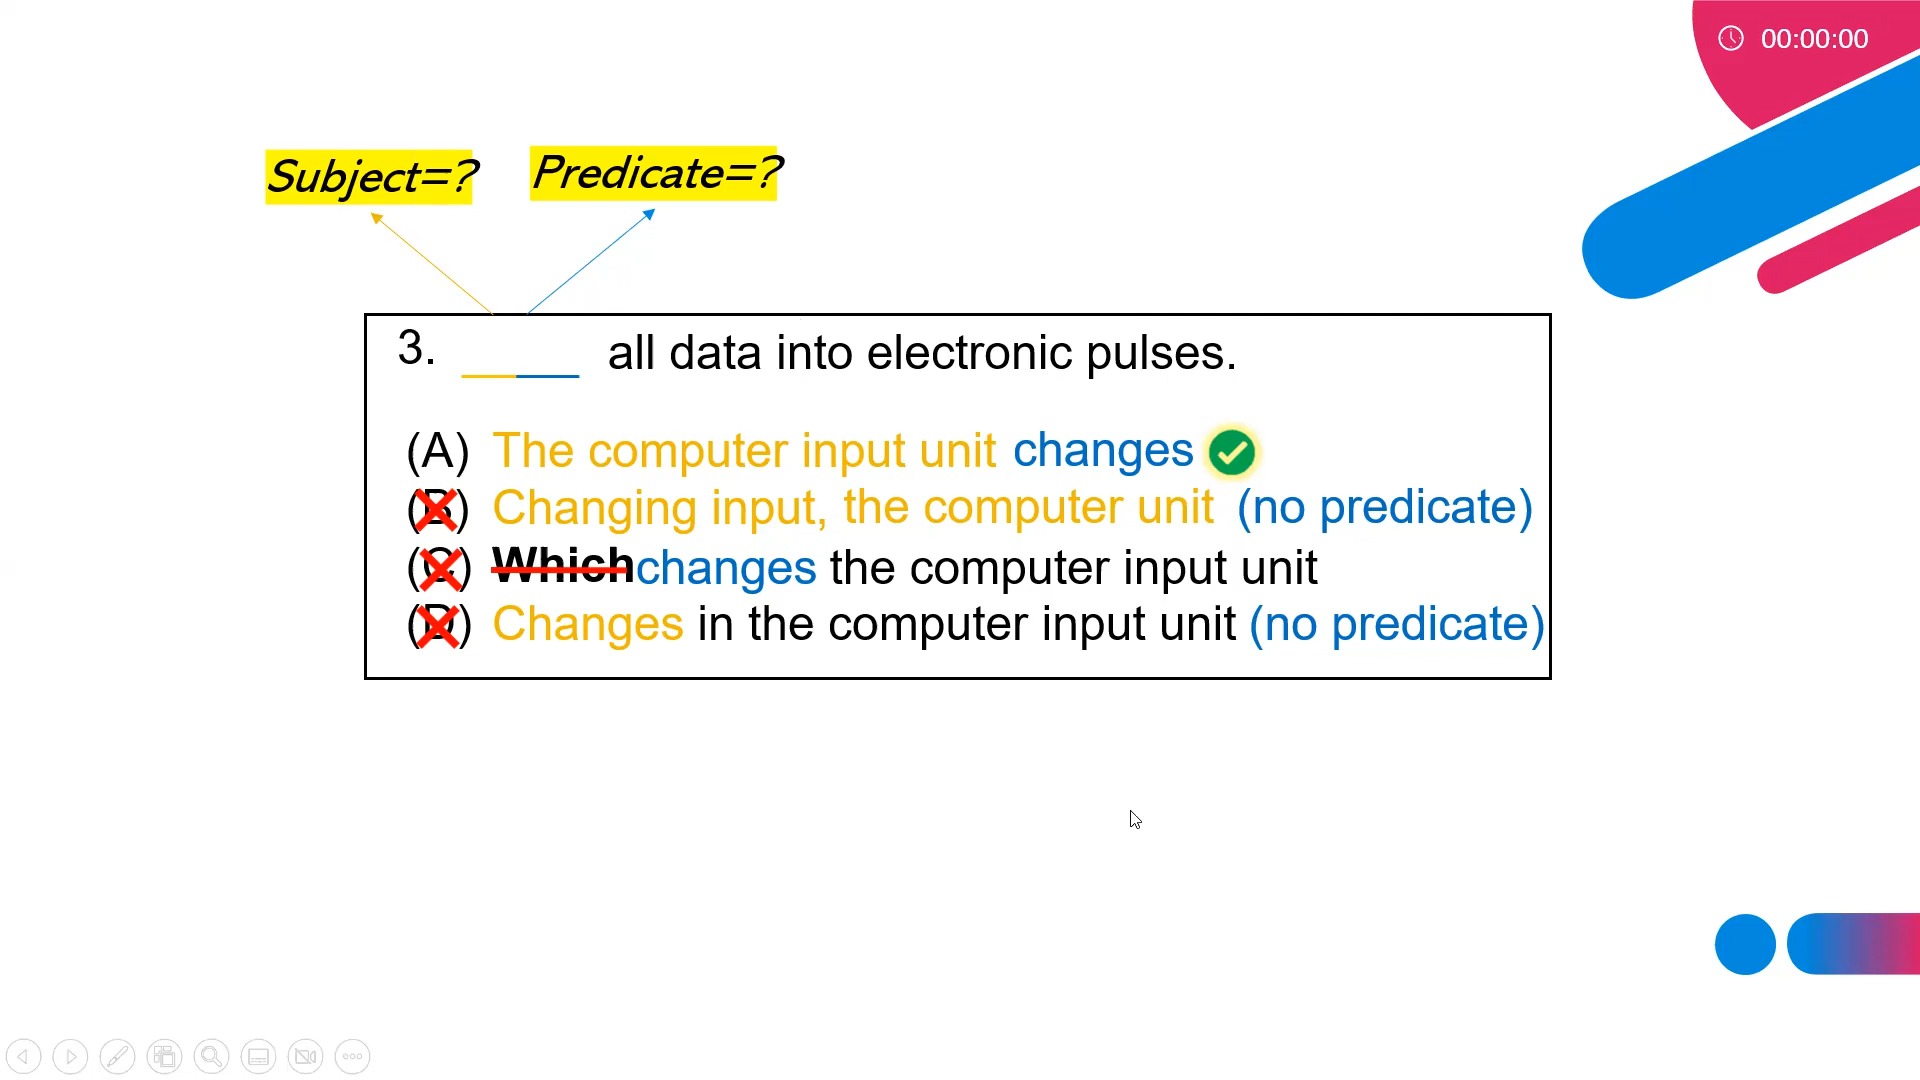 00:00:00
Subject=? Predicate=?
3. _____ all data into electronic pulses.
(A) The computer input unit changes
(B) Changing input, the computer unit (no predicate)
(C) Which changes the computer input unit
(D) Changes in the computer input unit (no predicate)